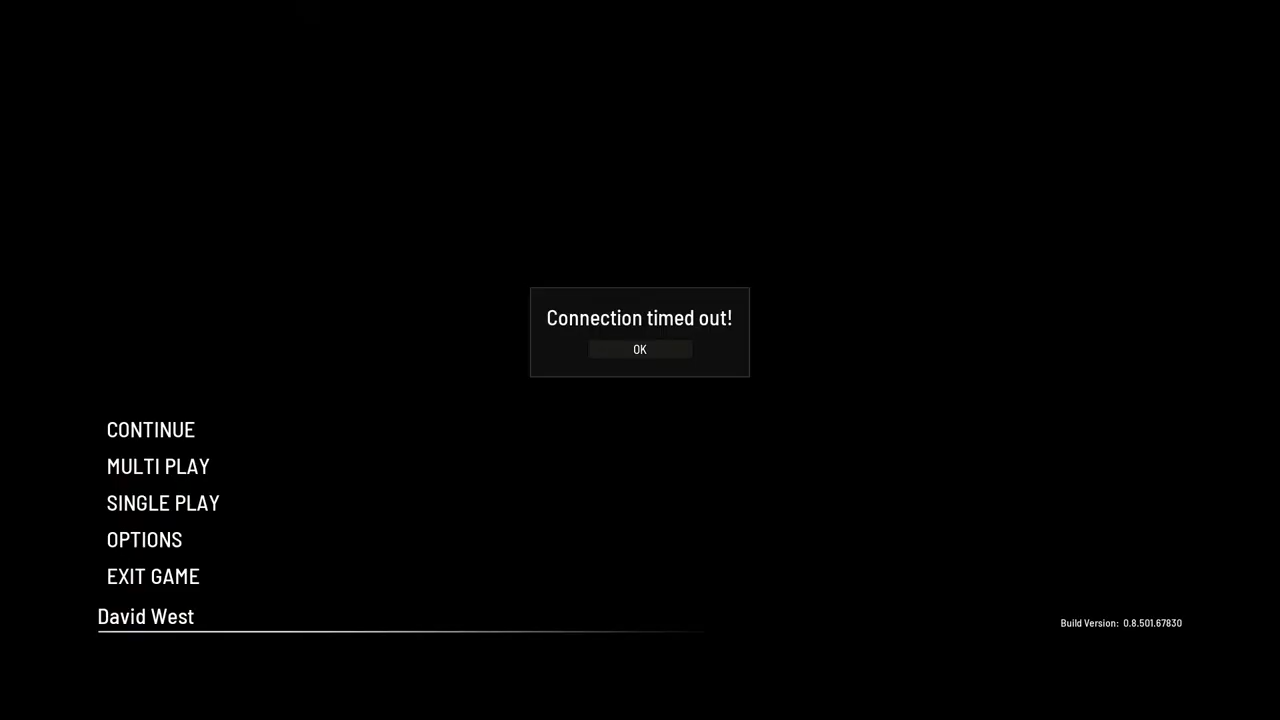 Connection timed out!
OK
CONTINUE
MULTI PLAY
SINGLE PLAY
OPTIONS
EXIT GAME
David West
Build Version: 0.8.501.67830